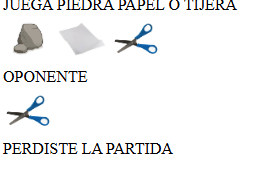 JUEGA PIEDRA PAPEL O TIJERA
OPONENTE
PERDISTE LA PARTIDA